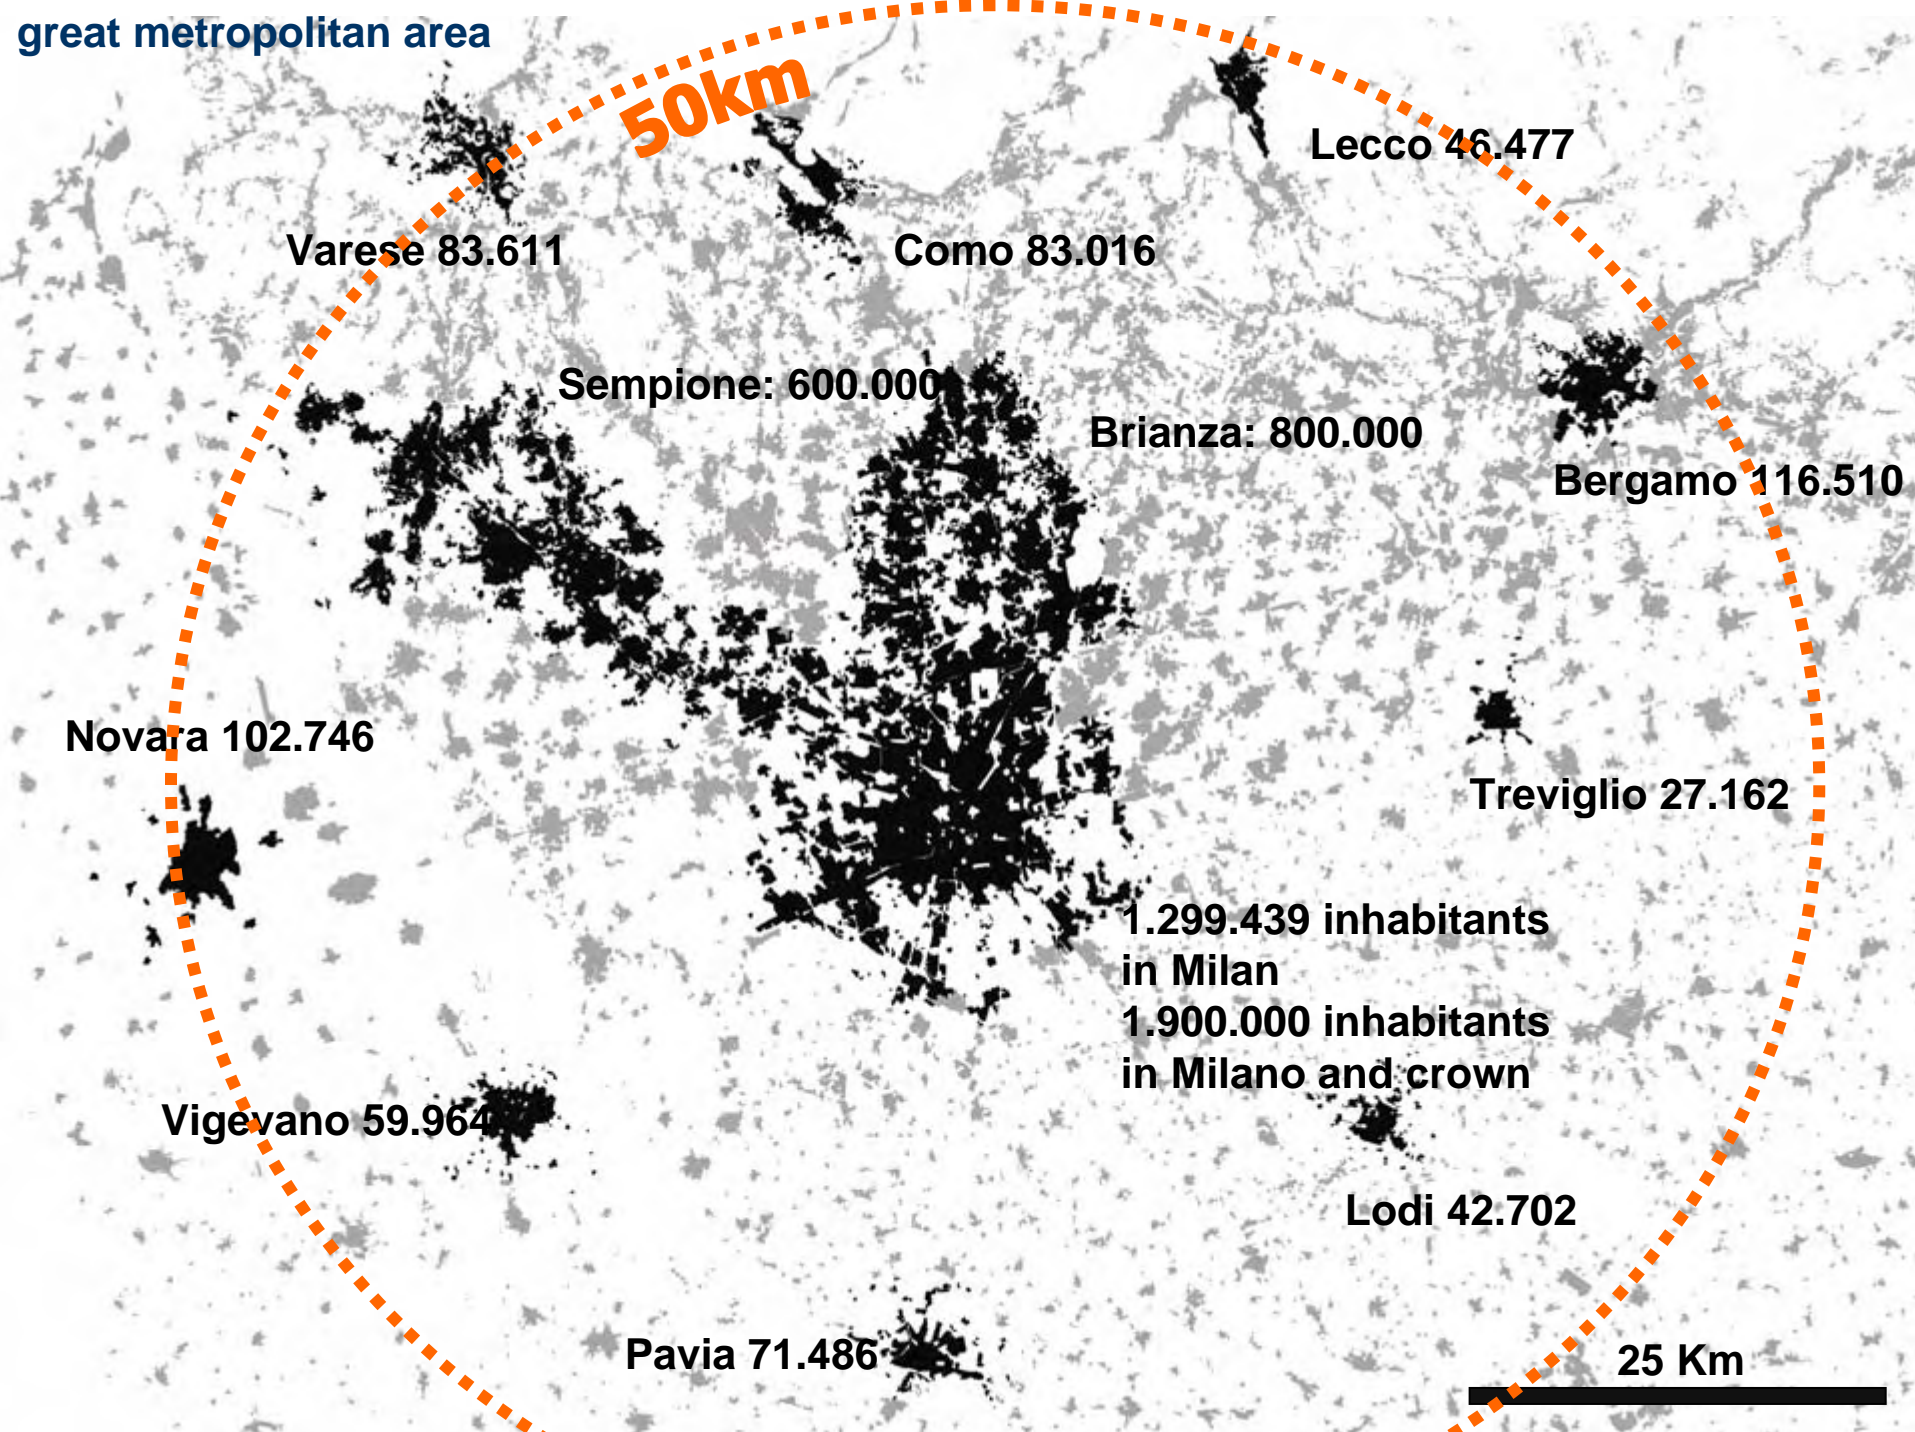 great metropolitan area
50km
Lecco 46.477
Varese 83.611
Como 83.016
Sempione: 600.000
Brianza: 800.000
Bergamo 116.510
Novara 102.746
Treviglio 27.162
1.299.439 inhabitants
in Milan
1.900.000 inhabitants
in Milano and crown
Vigevano 59.964
Lodi 42.702
Pavia 71.486
25 Km